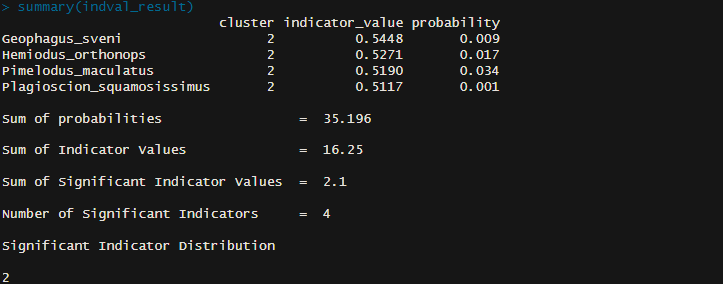 > summary(indval_result)
cluster indicator_value probability
Geophagus_sveni 2 0.5448 0.009
Hemiodus_orthonops 2 0.5271 0.017
Pimelodus_maculatus 2 0.5190 0.034
Plagioscion_squamosissimus 2 0.5117 0.001
Sum of probabilities = 35.196
Sum of Indicator Values = 16.25
Sum of Significant Indicator Values = 2.1
Number of Significant Indicators = 4
Significant Indicator Distribution
2